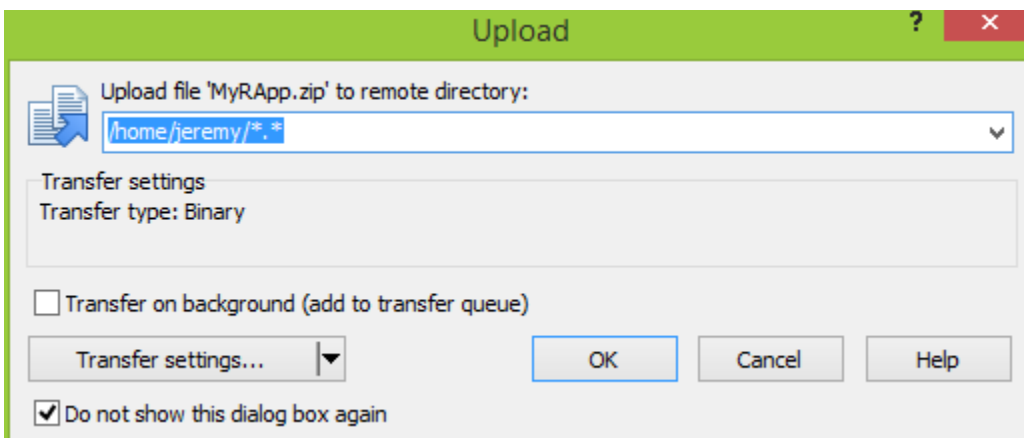 Upload ? ×
Upload file 'MyRApp.zip' to remote directory:
/home/jeremy/*.*
Transfer settings
Transfer type: Binary
Transfer on background (add to transfer queue)
Transfer settings... OK Cancel Help
Do not show this dialog box again